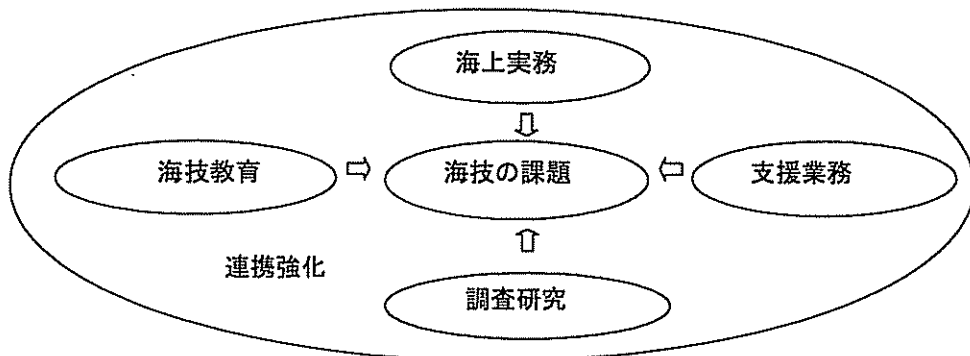 海上実務
海技教育
海技の課題
支援業務
連携強化
調査研究